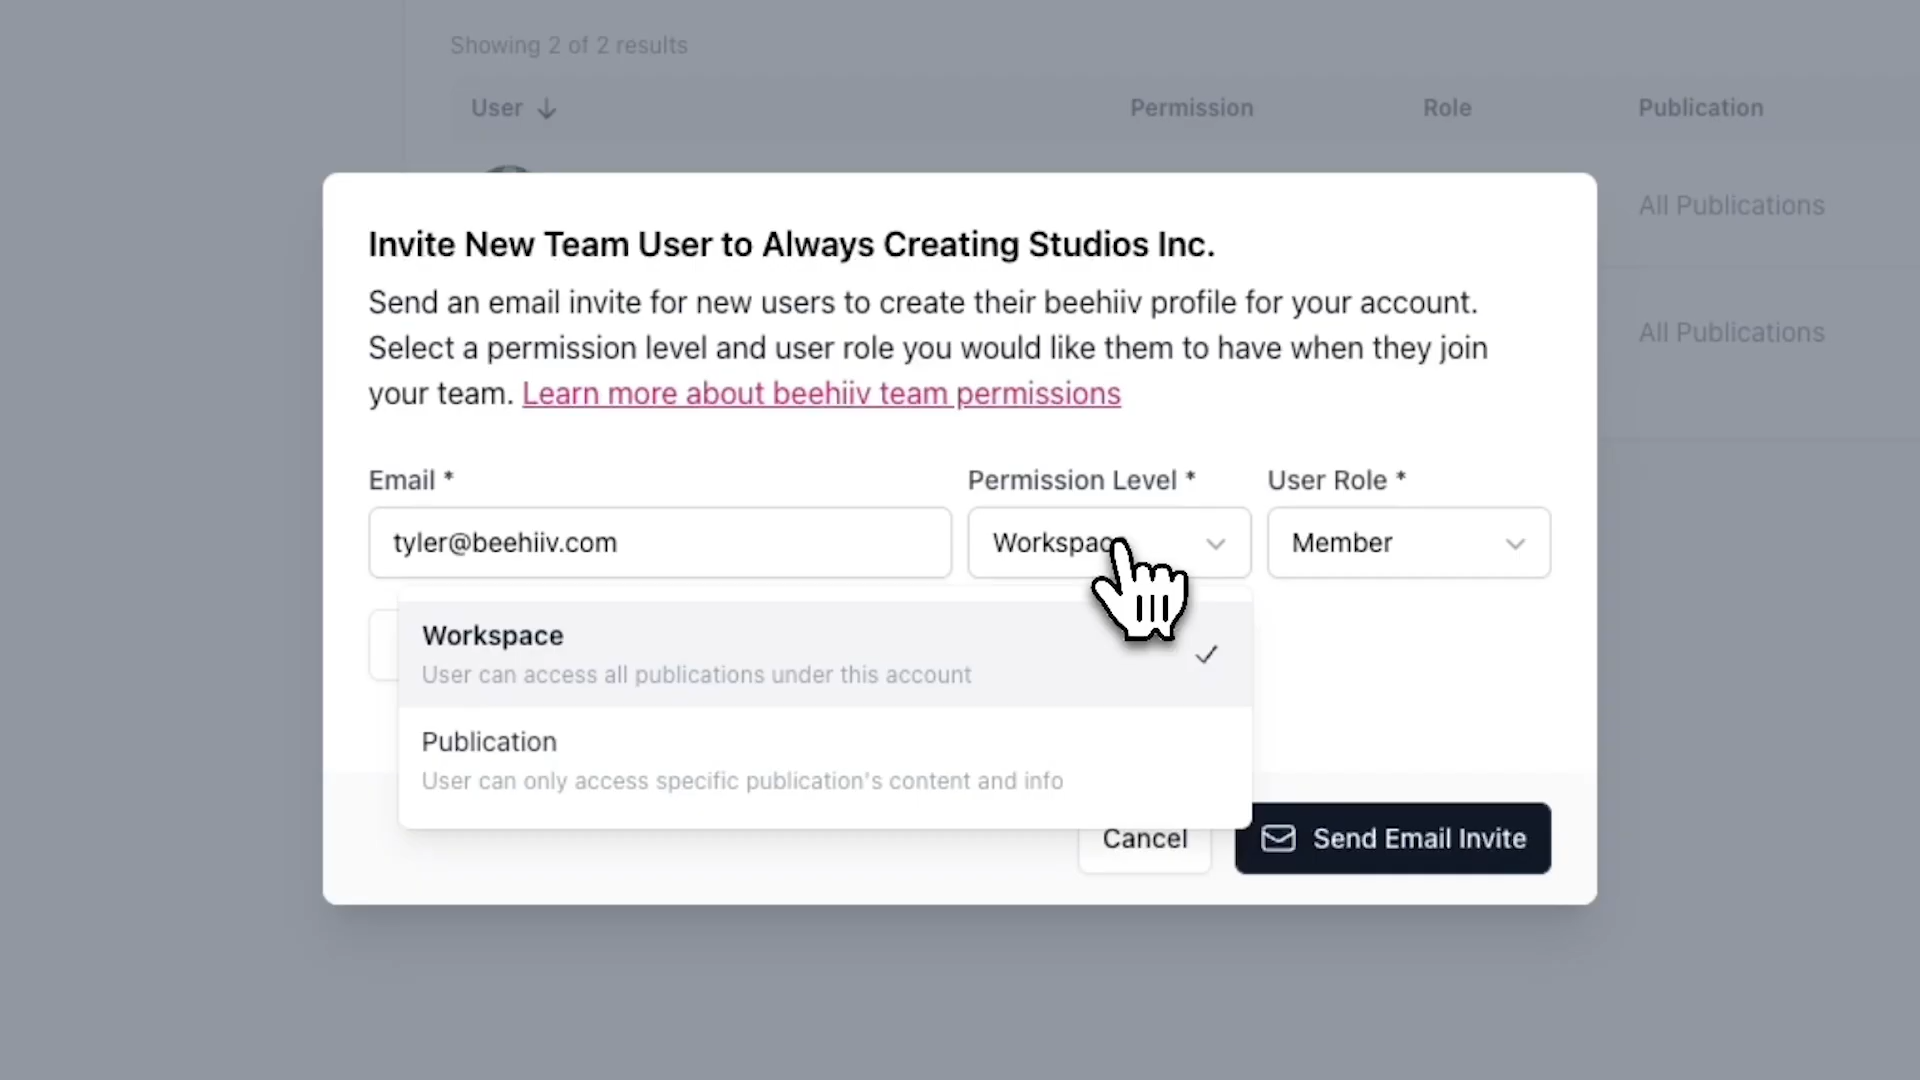 Showing 2 of 2 results
User Permission Role Publication
All Publications
All Publications
Invite New Team User to Always Creating Studios Inc.
Send an email invite for new users to create their beehiiv profile for your account.
Select a permission level and user role you would like them to have when they join
your team. Learn more about beehiiv team permissions
Email * Permission Level * User Role *
tyler@beehiiv.com Workspac Member
Workspace
User can access all publications under this account
Publication
User can only access specific publication's content and info
Cancel Send Email Invite